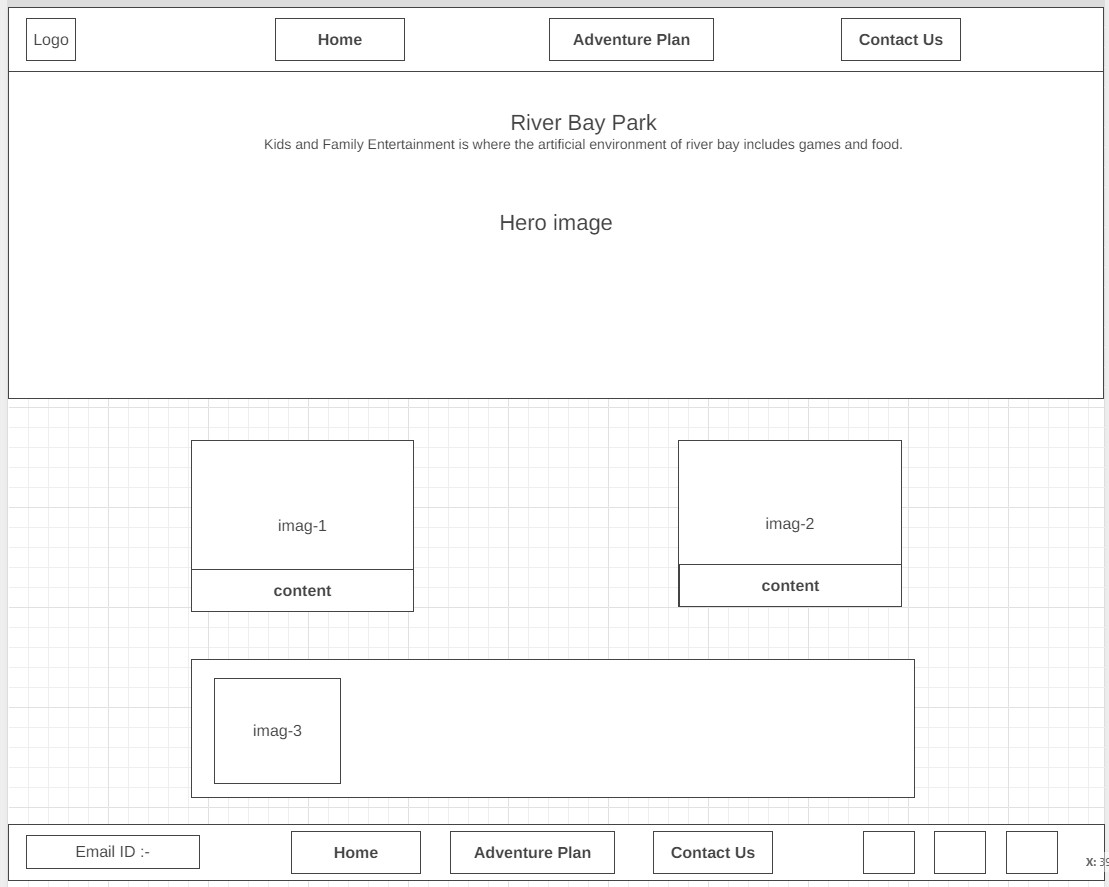 Logo
Home
Adventure Plan
Contact Us
River Bay Park
Kids and Family Entertainment is where the artificial environment of river bay includes games and food.
Hero image
imag-1
imag-2
content
content
imag-3
Email ID :-
Home
Adventure Plan
Contact Us
X: 39